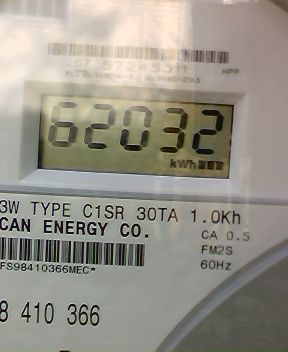 62032
kWh
3W TYPE C1SR 30TA 1.0Kh
CAN ENERGY CO.
CA 0.5
FM2S
FS98410366MEC*
60Hz
8 410 366